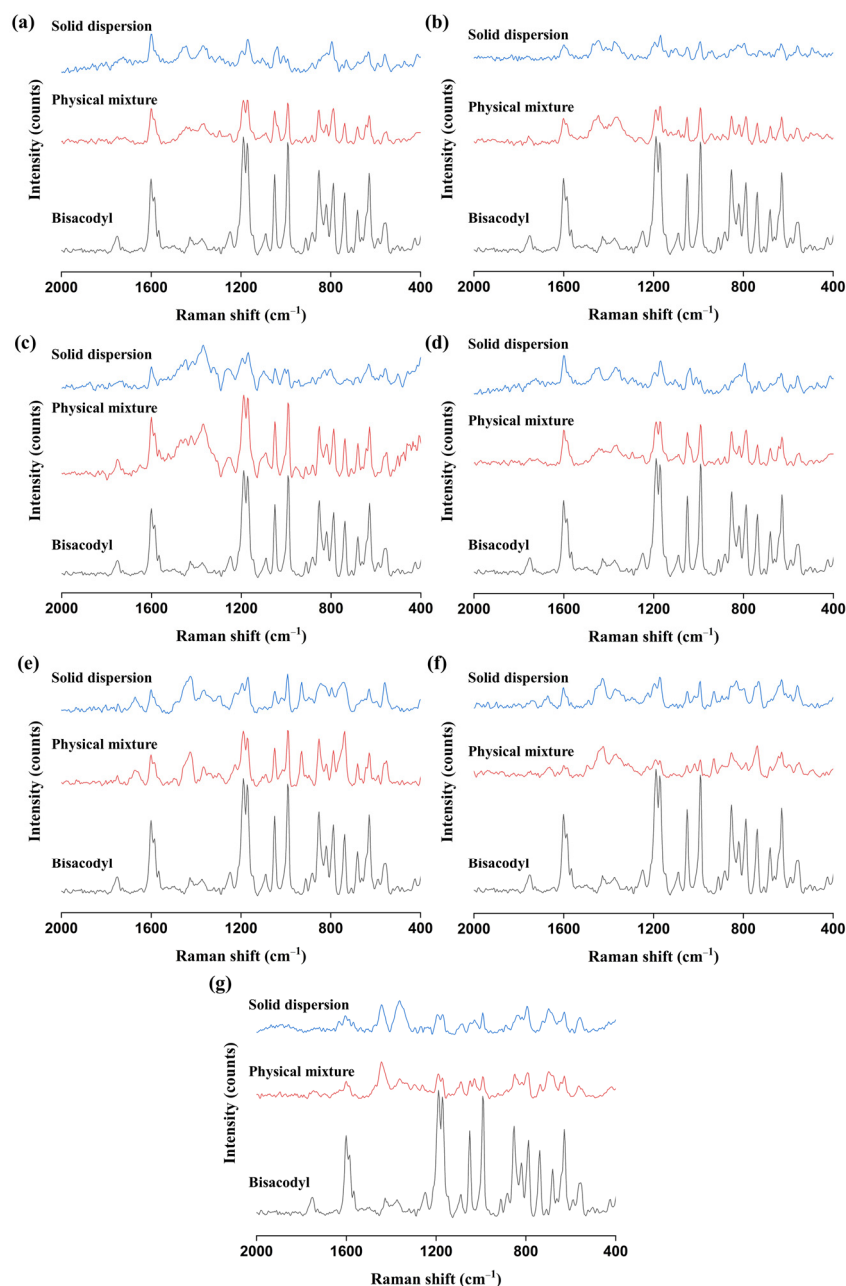 (a)
Solid dispersion
Physical mixture
Bisacodyl
Intensity (counts)
2000 1600 1200 800 400
Raman shift (cm⁻¹)
(b)
Solid dispersion
Physical mixture
Bisacodyl
Intensity (counts)
2000 1600 1200 800 400
Raman shift (cm⁻¹)
(c)
Solid dispersion
Physical mixture
Bisacodyl
Intensity (counts)
2000 1600 1200 800 400
Raman shift (cm⁻¹)
(d)
Solid dispersion
Physical mixture
Bisacodyl
Intensity (counts)
2000 1600 1200 800 400
Raman shift (cm⁻¹)
(e)
Solid dispersion
Physical mixture
Bisacodyl
Intensity (counts)
2000 1600 1200 800 400
Raman shift (cm⁻¹)
(f)
Solid dispersion
Physical mixture
Bisacodyl
Intensity (counts)
2000 1600 1200 800 400
Raman shift (cm⁻¹)
(g)
Solid dispersion
Physical mixture
Bisacodyl
Intensity (counts)
2000 1600 1200 800 400
Raman shift (cm⁻¹)